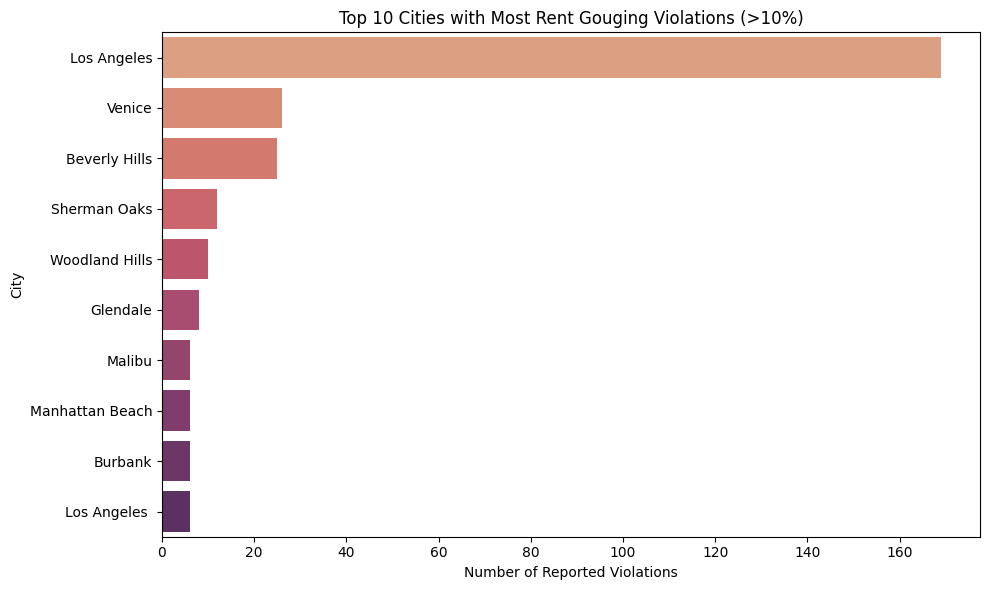 Top 10 Cities with Most Rent Gouging Violations (>10%)
City
Los Angeles
Venice
Beverly Hills
Sherman Oaks
Woodland Hills
Glendale
Malibu
Manhattan Beach
Burbank
Los Angeles
0 20 40 60 80 100 120 140 160
Number of Reported Violations